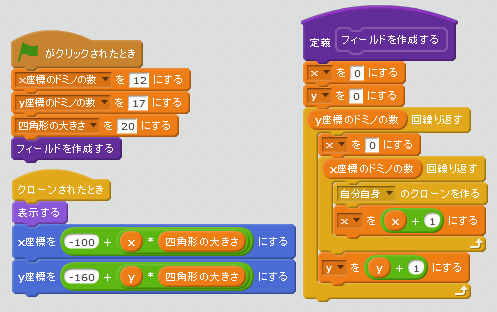 がクリックされたとき
x座標のドミノの数 を 12 にする
y座標のドミノの数 を 17 にする
四角形の大きさ を 20 にする
フィールドを作成する
クローンされたとき
表示する
x座標を -100 + x * 四角形の大きさ にする
y座標を -160 + y * 四角形の大きさ にする
定義 フィールドを作成する
x を 0 にする
y を 0 にする
y座標のドミノの数 回繰り返す
x を 0 にする
x座標のドミノの数 回繰り返す
自分自身 のクローンを作る
x を x + 1 にする
y を y + 1 にする